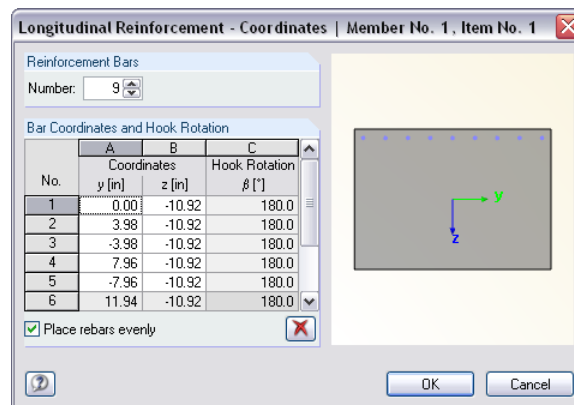 Longitudinal Reinforcement - Coordinates | Member No. 1, Item No. 1
Reinforcement Bars
Number: 9
Bar Coordinates and Hook Rotation
A B C
Coordinates Hook Rotation
No. y [in] z [in] β [°]
1 0.00 -10.92 180.0
2 3.98 -10.92 180.0
3 -3.98 -10.92 180.0
4 7.96 -10.92 180.0
5 -7.96 -10.92 180.0
6 11.94 -10.92 180.0
Place rebars evenly
y
z
OK Cancel